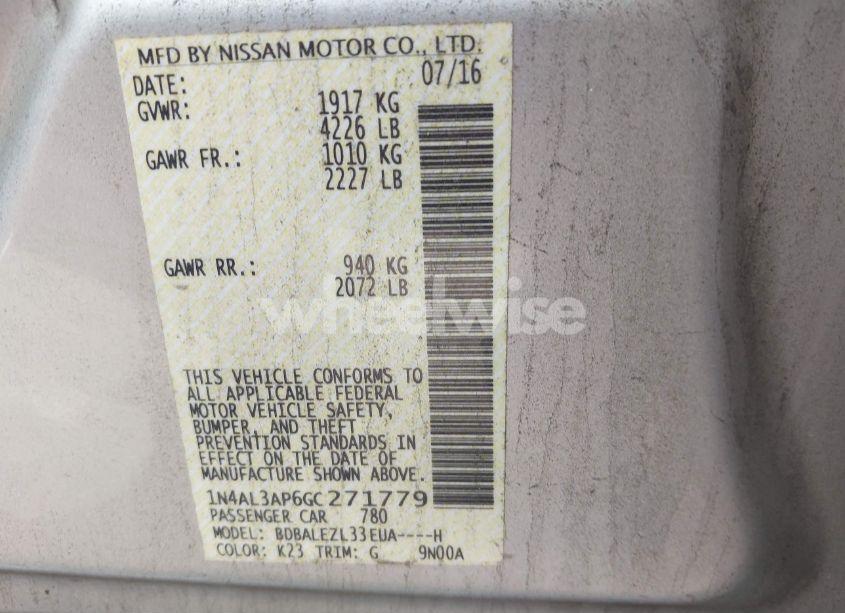 MFD BY NISSAN MOTOR CO., LTD.
DATE: 07/16
GVWR: 1917 KG
4226 LB
GAWR FR.: 1010 KG
2227 LB
GAWR RR.: 940 KG
2072 LB
wheelwise
THIS VEHICLE CONFORMS TO
ALL APPLICABLE FEDERAL
MOTOR VEHICLE SAFETY,
BUMPER, AND THEFT
PREVENTION STANDARDS IN
EFFECT ON THE DATE OF
MANUFACTURE SHOWN ABOVE.
1N4AL3AP6GC271779
PASSENGER CAR 780
MODEL: BDBALEZL33EUA----H
COLOR: K23 TRIM: G 9N00A